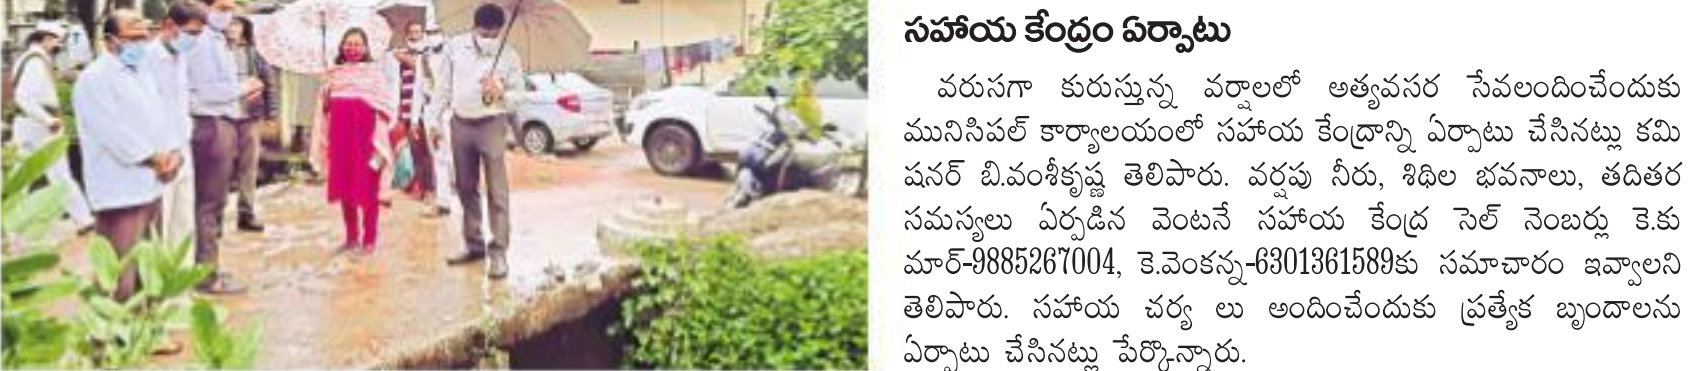 సహాయ కేంద్రం ఏర్పాటు
వరుసగా కురుస్తున్న వర్షాలలో అత్యవసర సేవలందించేందుకు
మునిసిపల్ కార్యాలయంలో సహాయ కేంద్రాన్ని ఏర్పాటు చేసినట్లు కమి
షనర్ బి.వంశీకృష్ణ తెలిపారు. వర్షపు నీరు, శిథిల భవనాలు, తదితర
సమస్యలు ఏర్పడిన వెంటనే సహాయ కేంద్ర సెల్ నెంబర్లు కె.కు
మార్-9885267004, కె.వెంకన్న-6301361589కు సమాచారం ఇవ్వాలని
తెలిపారు. సహాయ చర్య లు అందించేందుకు ప్రత్యేక బృందాలను
ఏర్పాటు చేసినట్లు పేర్కొన్నారు.